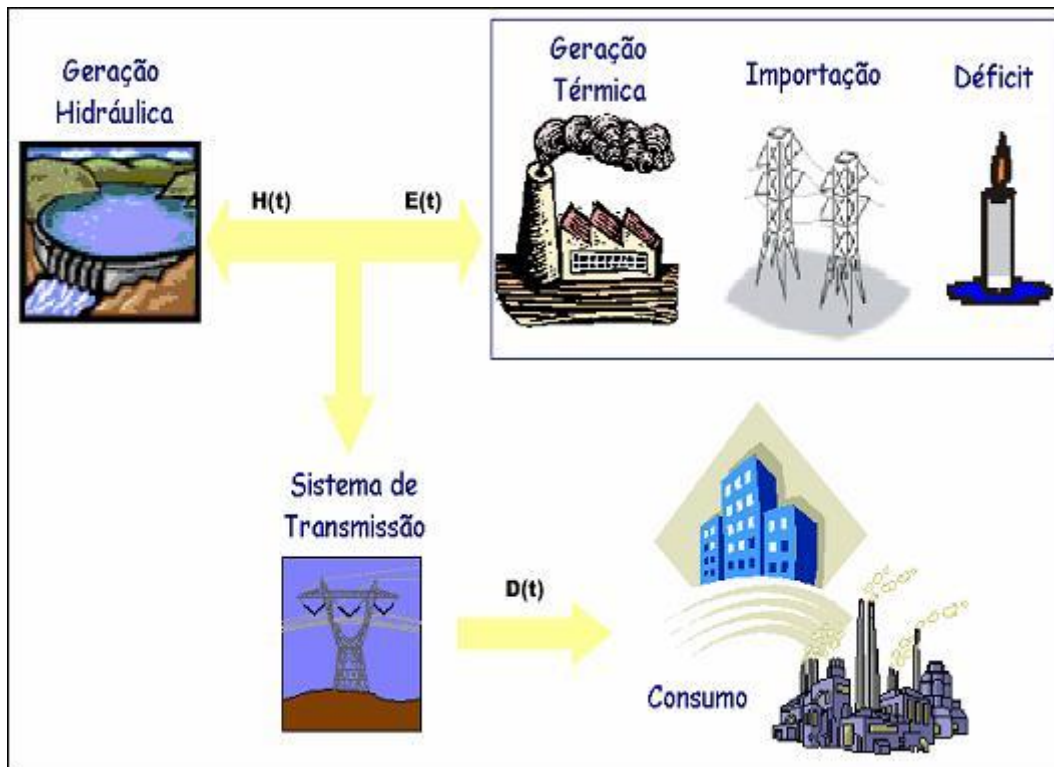 Geração
Hidráulica
H(t)
E(t)
Geração
Térmica
Importação
Déficit
Sistema de
Transmissão
D(t)
Consumo